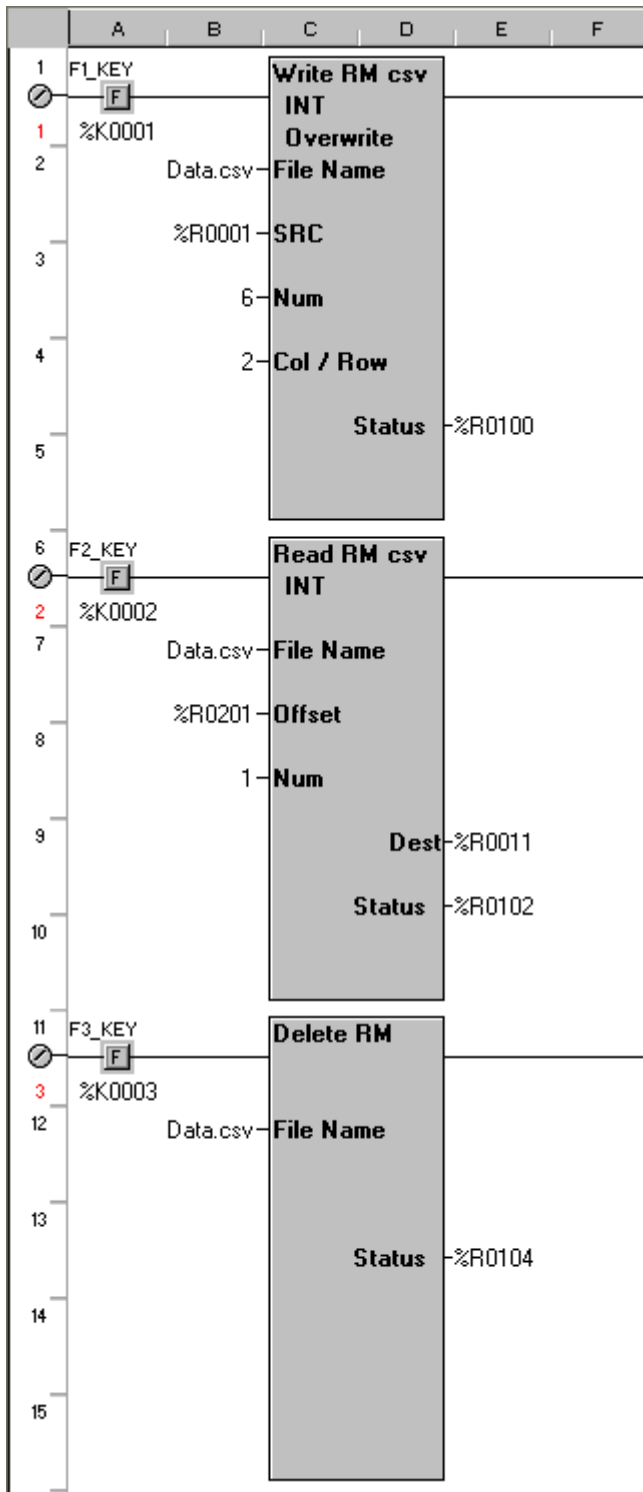 A B C D E F
1 F1_KEY Write RM csv
F INT
1 %K0001 Overwrite
2 Data.csv File Name
%R0001 SRC
3
6 Num
4 2 Col / Row
Status %R0100
5
6 F2_KEY Read RM csv
F INT
2 %K0002
7 Data.csv File Name
%R0201 Offset
8
1 Num
9 Dest %R0011
Status %R0102
10
11 F3_KEY Delete RM
F
3 %K0003
12 Data.csv File Name
13
Status %R0104
14
15